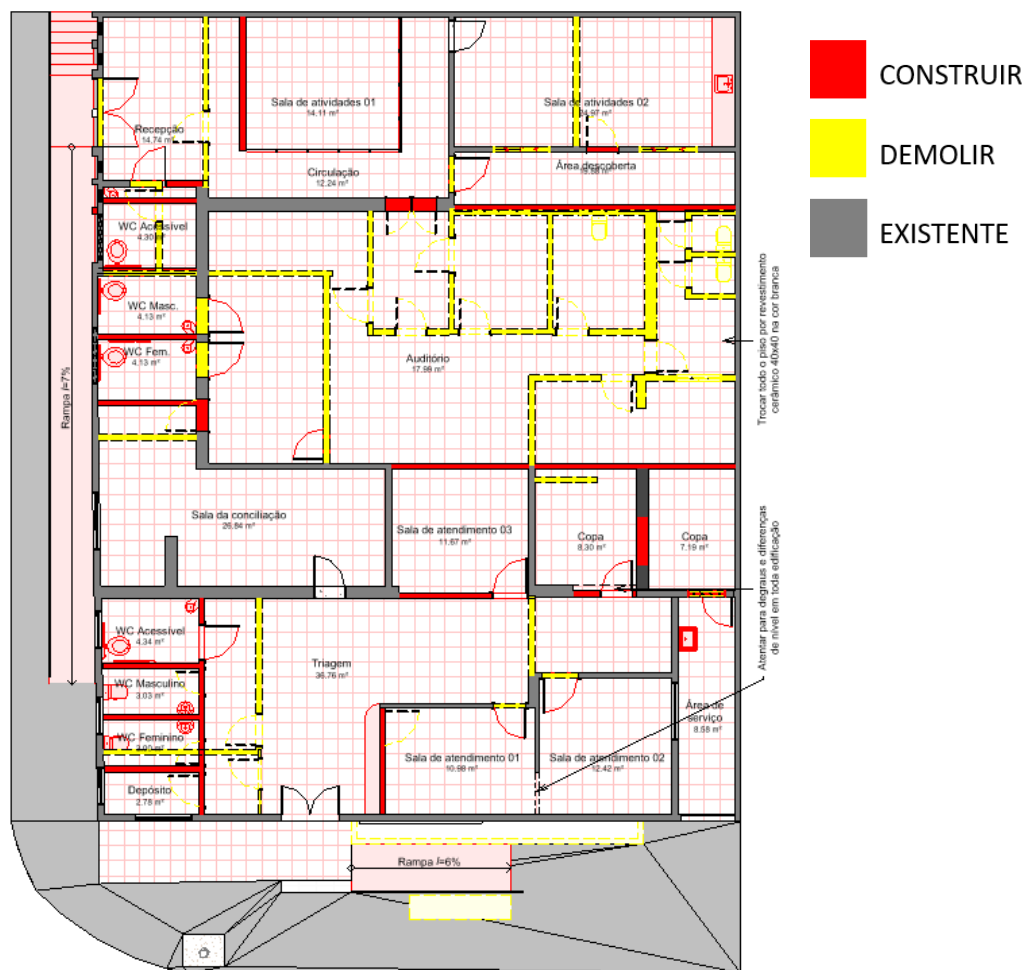 CONSTRUIR
DEMOLIR
EXISTENTE
Sala de atividades 01
14.11 m²
Sala de atividades 02
24.97 m²
Recepção
14.74 m²
Circulação
12.24 m²
Área descoberta
WC Acessível
4.30 m²
WC Masc.
4.13 m²
WC Fem.
4.13 m²
Rampa i=7%
Auditório
17.99 m²
Trocar todo o piso por revestimento
cerâmico 40x40 na cor branca
Sala da conciliação
26.84 m²
Sala de atendimento 03
11.67 m²
Copa
8.30 m²
Copa
7.19 m²
Atentar para degraus e diferenças
de nível em toda edificação
WC Acessível
4.34 m²
WC Masculino
3.03 m²
WC Feminino
Triagem
36.76 m²
Área de
serviço
8.58 m²
Sala de atendimento 01
10.98 m²
Sala de atendimento 02
12.42 m²
Depósito
2.78 m²
Rampa i=6%